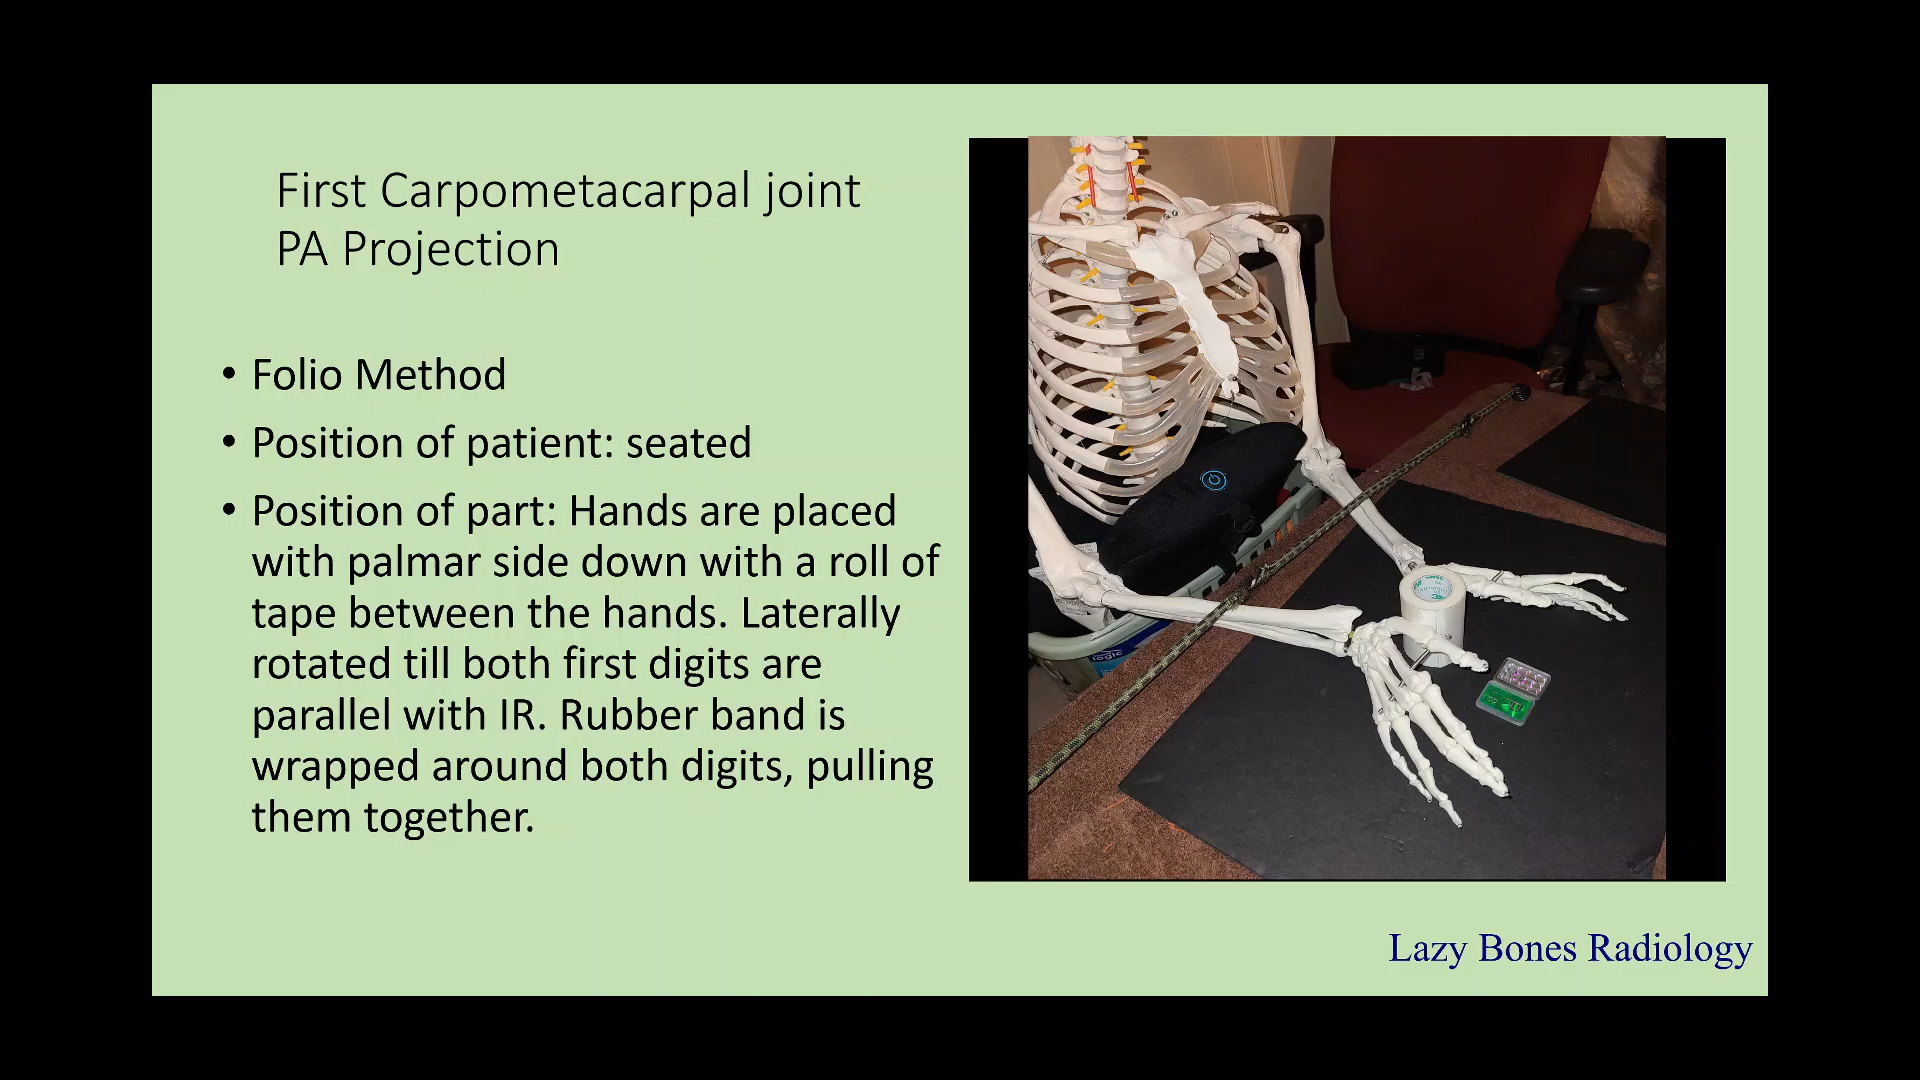 First Carpometacarpal joint
PA Projection
• Folio Method
• Position of patient: seated
• Position of part: Hands are placed
with palmar side down with a roll of
tape between the hands. Laterally
rotated till both first digits are
parallel with IR. Rubber band is
wrapped around both digits, pulling
them together.
Lazy Bones Radiology